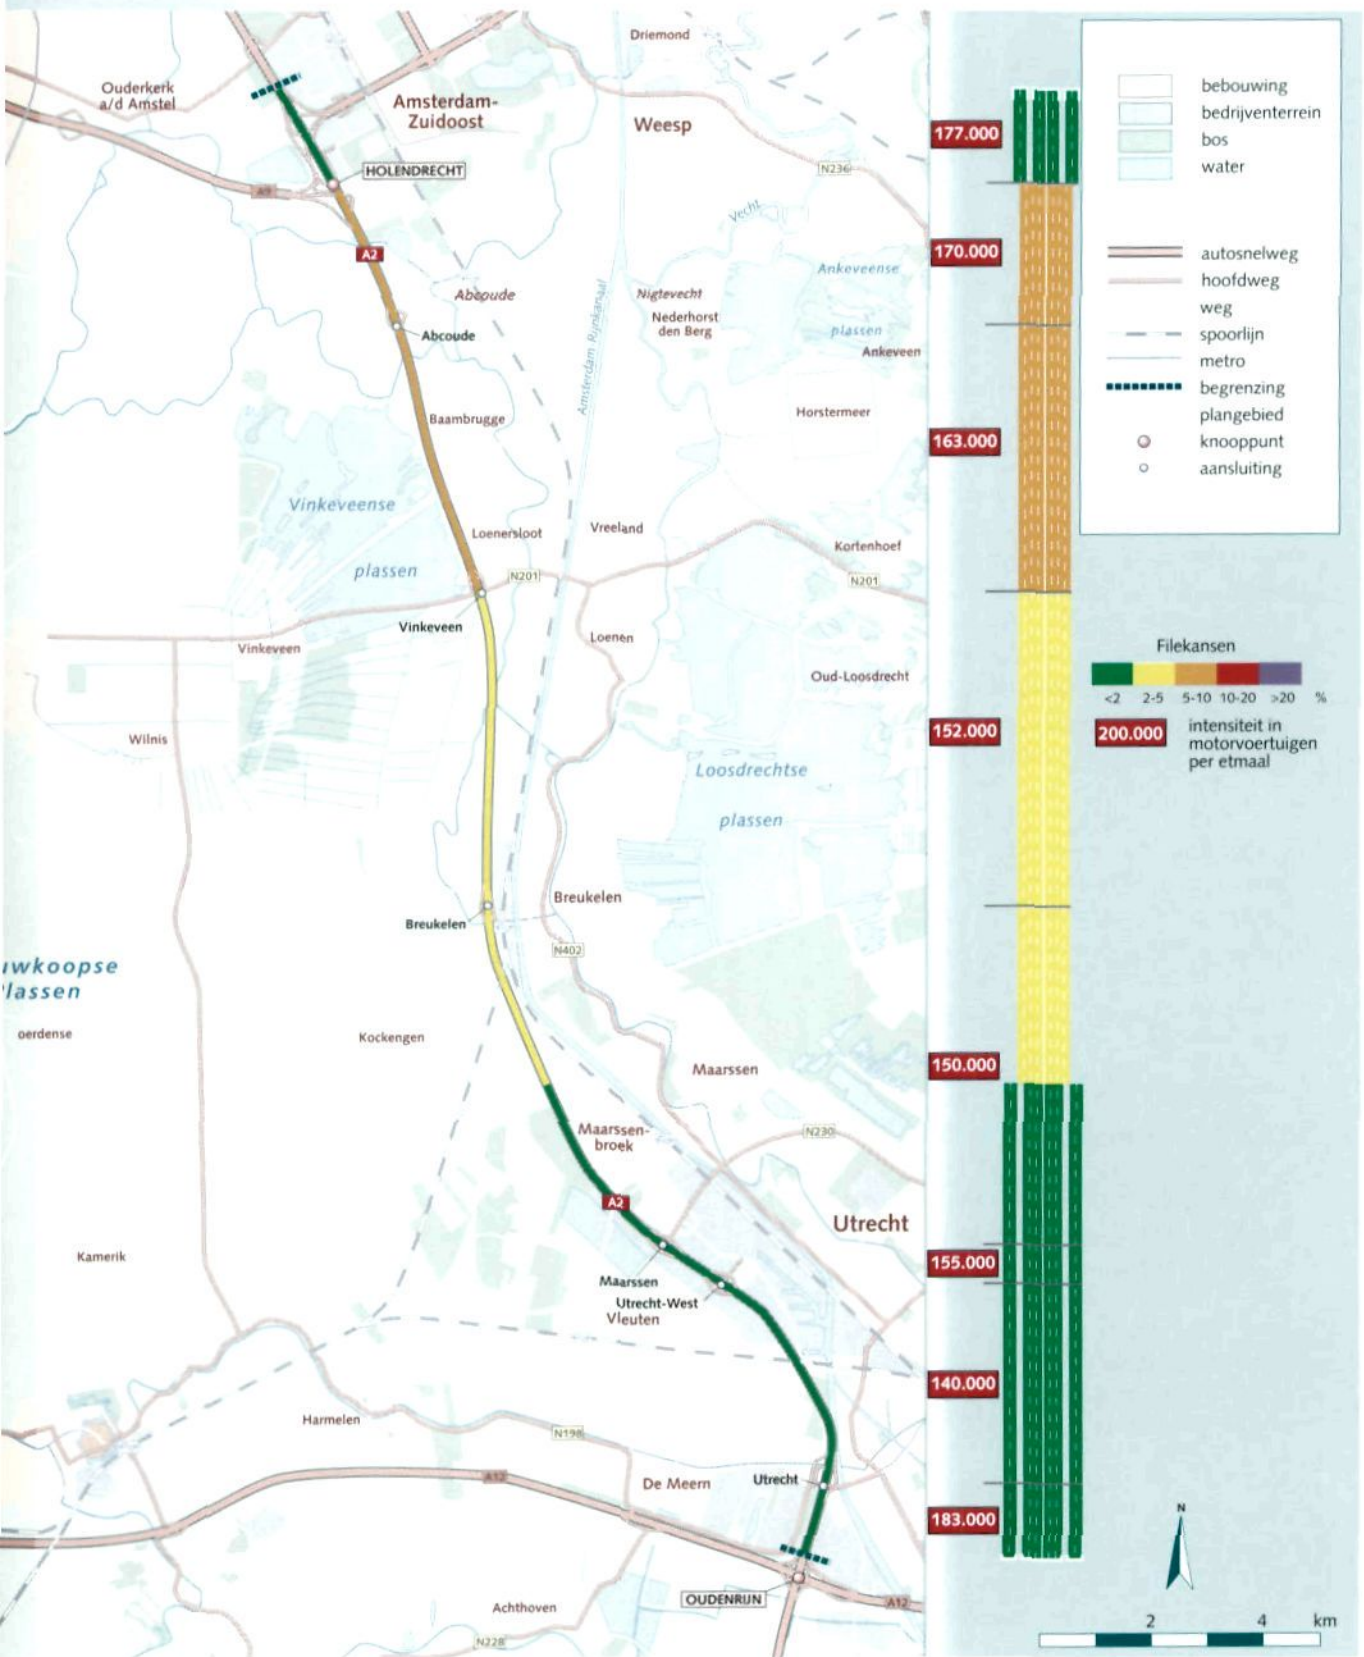 Driemond
Ouderkerk
a/d Amstel
Amsterdam-
Zuidoost
Weesp
HOLENDRECHT
A9
N236
A2
Vecht
Ankeveense
plassen
Abcoude
Nigtevecht
Nederhorst
den Berg
Ankeveen
Abcoude
Amsterdam Rijnkanaal
Baambrugge
Horstermeer
Vinkeveense
plassen
Loenersloot
Vreeland
Kortenhoef
N201
N201
Vinkeveen
Vinkeveen
Loenen
Oud-Loosdrecht
Wilnis
Loosdrechtse
plassen
Breukelen
Breukelen
N402
uwkoopse
lassen
oerdense
Kockengen
Maarssen
Maarssen-
broek
N230
A2
Utrecht
Kamerik
Maarssen
Utrecht-West
Vleuten
Harmelen
N198
A12
De Meern
Utrecht
OUDENRIJN
A12
Achthoven
N228
177.000
170.000
163.000
152.000
150.000
155.000
140.000
183.000
bebouwing
bedrijventerrein
bos
water
autosnelweg
hoofdweg
weg
spoorlijn
metro
begrenzing
plangebied
knooppunt
aansluiting
Filekansen
<2 2-5 5-10 10-20 >20 %
200.000
intensiteit in
motorvoertuigen
per etmaal
N
2 4 km